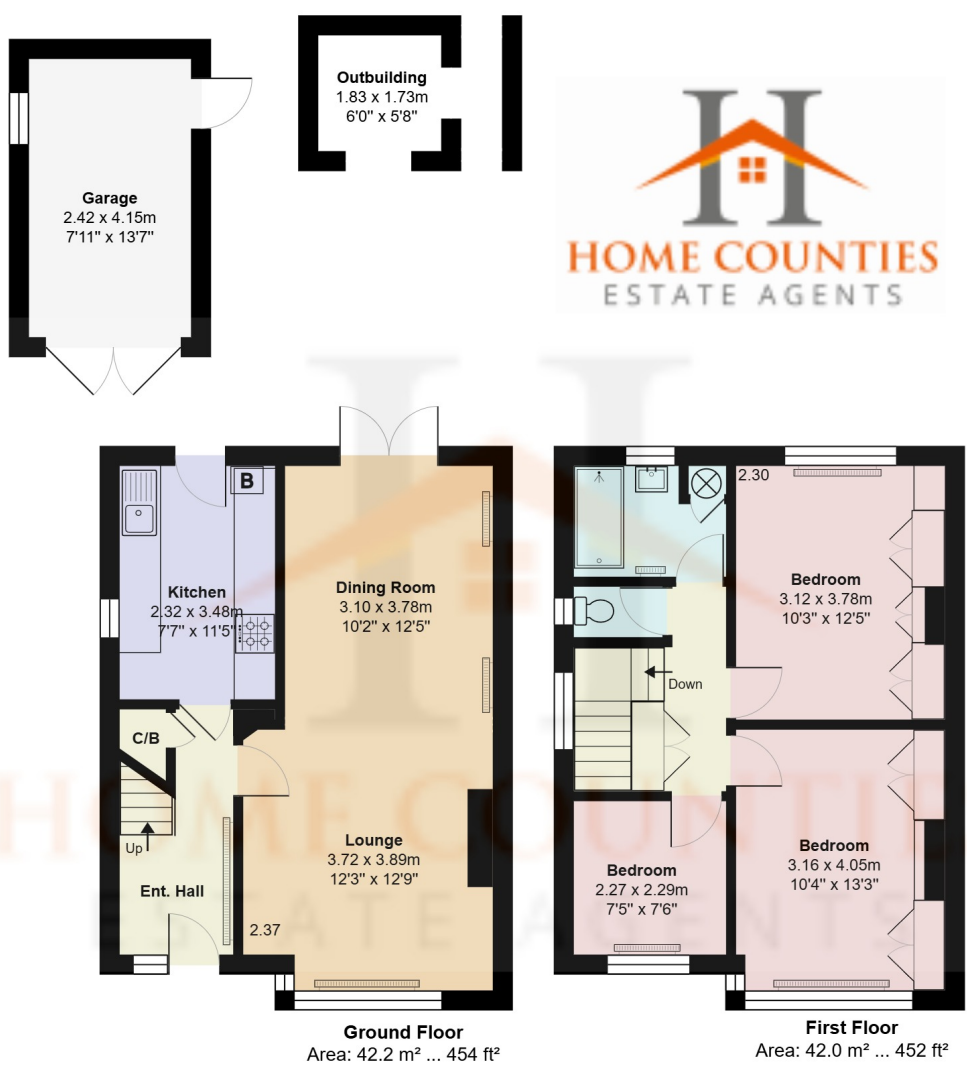 Outbuilding
1.83 x 1.73m
6'0" x 5'8"
Garage
2.42 x 4.15m
7'11" x 13'7"
H
HOME COUNTIES
ESTATE AGENTS
B
Kitchen
2.32 x 3.48m
7'7" x 11'5"
Dining Room
3.10 x 3.78m
10'2" x 12'5"
C/B
Up
Ent. Hall
Lounge
3.72 x 3.89m
12'3" x 12'9"
2.37
Ground Floor
Area: 42.2 m² ... 454 ft²
2.30
Bedroom
3.12 x 3.78m
10'3" x 12'5"
Down
Bedroom
2.27 x 2.29m
7'5" x 7'6"
Bedroom
3.16 x 4.05m
10'4" x 13'3"
First Floor
Area: 42.0 m² ... 452 ft²
H
HOME COUNTIES
ESTATE AGENTS